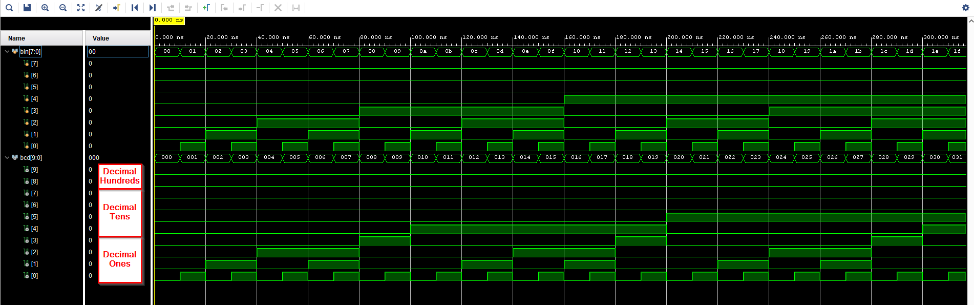 0.000 ns
Name Value
0.000 ns 20.000 ns 40.000 ns 60.000 ns 80.000 ns 100.000 ns 120.000 ns 140.000 ns 160.000 ns 180.000 ns 200.000 ns 220.000 ns 240.000 ns 260.000 ns 280.000 ns 300.000 ns
bin[7:0] 00 00 01 02 03 04 05 06 07 08 09 0a 0b 0c 0d 0e 0f 10 11 12 13 14 15 16 17 18 19 1a 1b 1c 1d 1e 1f
[7] 0
[6] 0
[5] 0
[4] 0
[3] 0
[2] 0
[1] 0
[0] 0
bcd[9:0] 000 000 001 002 003 004 005 006 007 008 009 010 011 012 013 014 015 016 017 018 019 020 021 022 023 024 025 026 027 028 029 030 031
[9] 0
Decimal
[8] 0
Hundreds
[7] 0
[6] 0
Decimal
[5] 0
Tens
[4] 0
[3] 0
[2] 0
Decimal
[1] 0
Ones
[0] 0